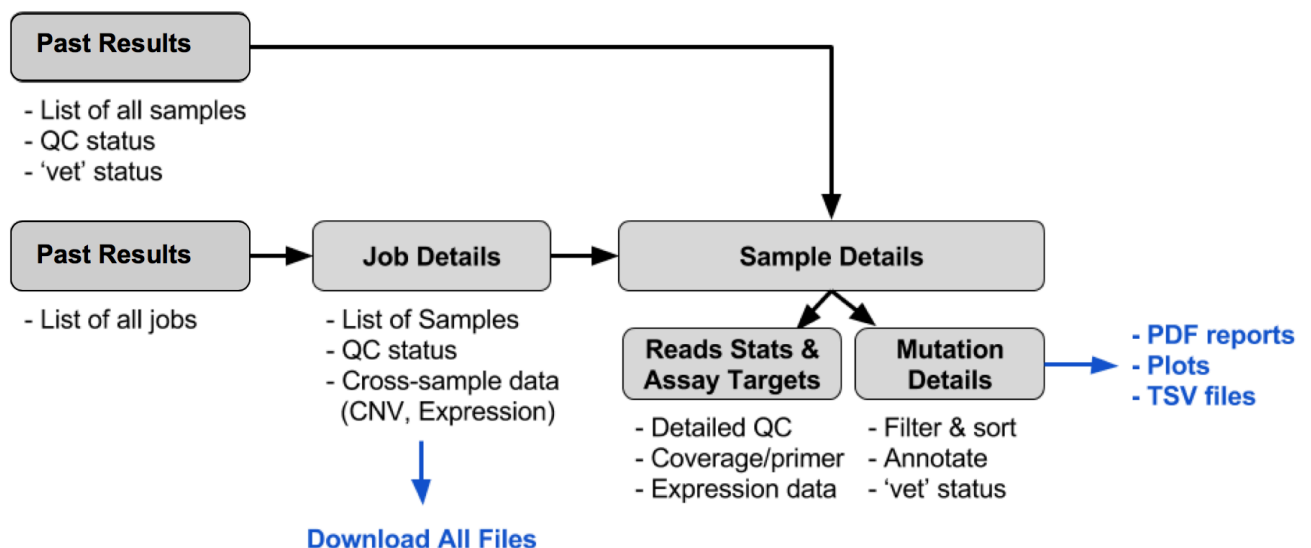 Past Results
- List of all samples
- QC status
- ‘vet’ status
Past Results
- List of all jobs
Job Details
- List of Samples
- QC status
- Cross-sample data
(CNV, Expression)
Download All Files
Sample Details
Reads Stats &
Assay Targets
- Detailed QC
- Coverage/primer
- Expression data
Mutation
Details
- Filter & sort
- Annotate
- ‘vet’ status
- PDF reports
- Plots
- TSV files